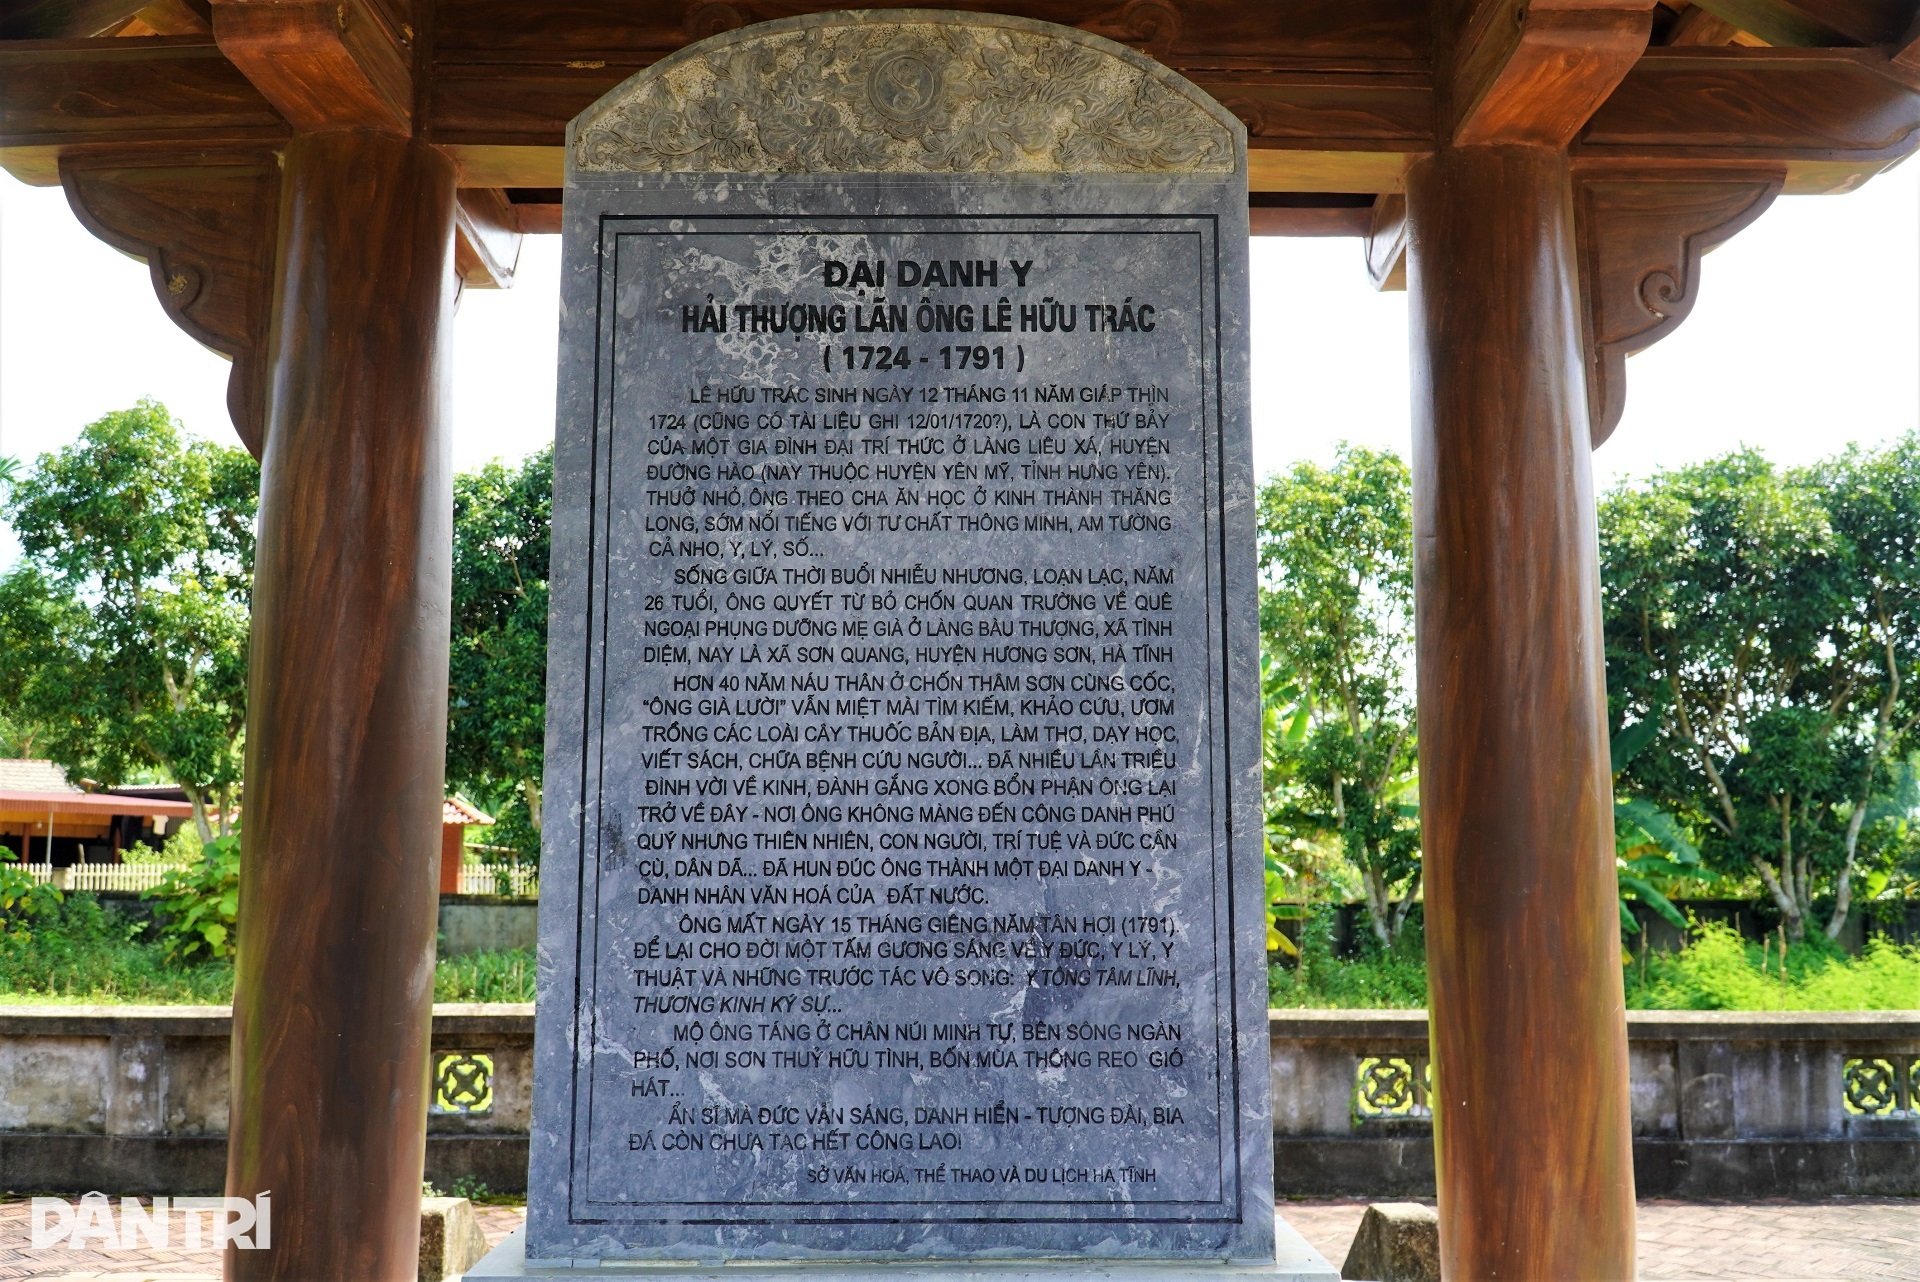 ĐẠI DANH Y
HẢI THƯỢNG LÃN ÔNG LÊ HỮU TRÁC
( 1724 - 1791 )
LÊ HỮU TRÁC SINH NGÀY 12 THÁNG 11 NĂM GIÁP THÌN
1724 (CŨNG CÓ TÀI LIỆU GHI 12/01/1720?), LÀ CON THỨ BẢY
CỦA MỘT GIA ĐÌNH ĐẠI TRÍ THỨC Ở LÀNG LIÊU XÁ, HUYỆN
ĐƯỜNG HÀO (NAY THUỘC HUYỆN YÊN MỸ, TỈNH HƯNG YÊN).
THUỞ NHỎ, ÔNG THEO CHA ĂN HỌC Ở KINH THÀNH THĂNG
LONG, SỚM NỔI TIẾNG VỚI TƯ CHẤT THÔNG MINH, AM TƯỜNG
CẢ NHO, Y, LÝ, SỐ...
SỐNG GIỮA THỜI BUỔI NHIỄU NHƯƠNG, LOẠN LẠC, NĂM
26 TUỔI, ÔNG QUYẾT TỪ BỎ CHỐN QUAN TRƯỜNG VỀ QUÊ
NGOẠI PHỤNG DƯỠNG MẸ GIÀ Ở LÀNG BÀU THƯỢNG, XÃ TÌNH
DIỆM, NAY LÀ XÃ SƠN QUANG, HUYỆN HƯƠNG SƠN, HÀ TĨNH
HƠN 40 NĂM NÁU THÂN Ở CHỐN THÂM SƠN CÙNG CỐC,
“ÔNG GIÀ LƯỜI” VẪN MIỆT MÀI TÌM KIẾM, KHẢO CỨU, ƯƠM
TRỒNG CÁC LOÀI CÂY THUỐC BẢN ĐỊA, LÀM THƠ, DẠY HỌC,
VIẾT SÁCH, CHỮA BỆNH CỨU NGƯỜI... ĐÃ NHIỀU LẦN TRIỀU
ĐÌNH VỜI VỀ KINH, ĐÀNH GẮNG XONG BỔN PHẬN ÔNG LẠI
TRỞ VỀ ĐÂY - NƠI ÔNG KHÔNG MÀNG ĐẾN CÔNG DANH PHÚ
QUÝ NHƯNG THIÊN NHIÊN, CON NGƯỜI, TRÍ TUỆ VÀ ĐỨC CẦN
CÙ, DÂN DÃ... ĐÃ HUN ĐÚC ÔNG THÀNH MỘT ĐẠI DANH Y -
DANH NHÂN VĂN HOÁ CỦA ĐẤT NƯỚC.
ÔNG MẤT NGÀY 15 THÁNG GIÊNG NĂM TÂN HỢI (1791).
ĐỂ LẠI CHO ĐỜI MỘT TẤM GƯƠNG SÁNG VỀ Y ĐỨC, Y LÝ, Y
THUẬT VÀ NHỮNG TRƯỚC TÁC VÔ SONG: Y TÔNG TÂM LĨNH,
THƯỢNG KINH KÝ SỰ...
MỘ ÔNG TÁNG Ở CHÂN NÚI MINH TỰ, BÊN SÔNG NGÀN
PHỐ, NƠI SƠN THUỶ HỮU TÌNH, BỐN MÙA THÔNG REO GIÓ
HÁT...
ẨN SĨ MÀ ĐỨC VẪN SÁNG, DANH HIỂN - TƯỢNG ĐÀI, BIA
ĐÁ CÒN CHƯA TẠC HẾT CÔNG LAO!
SỞ VĂN HOÁ, THỂ THAO VÀ DU LỊCH HÀ TĨNH
DÂN TRÍ